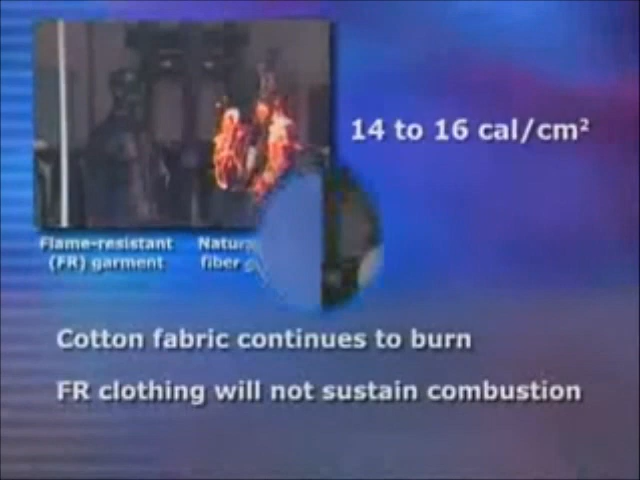 14 to 16 cal/cm²
Flame-resistant
(FR) garment
fiber
Cotton fabric continues to burn
FR clothing will not sustain combustion